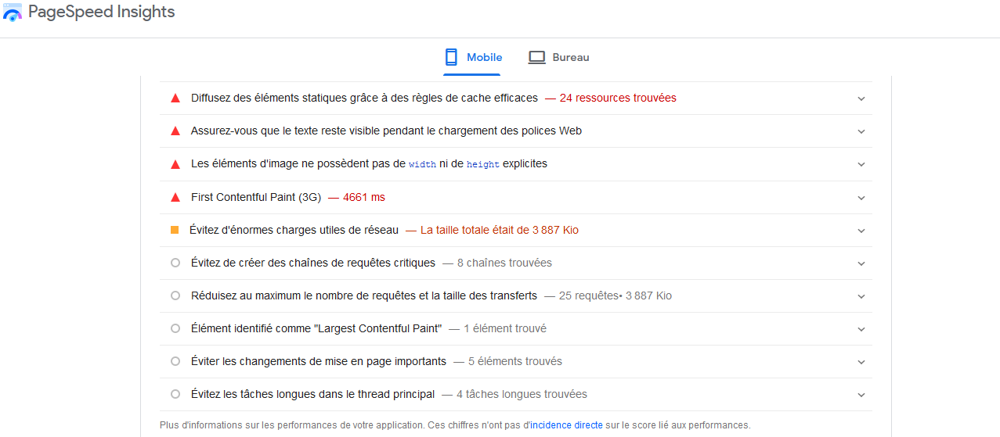 PageSpeed Insights
Mobile Bureau
Diffusez des éléments statiques grâce à des règles de cache efficaces — 24 ressources trouvées
Assurez-vous que le texte reste visible pendant le chargement des polices Web
Les éléments d'image ne possèdent pas de width ni de height explicites
First Contentful Paint (3G) — 4661 ms
Évitez d'énormes charges utiles de réseau — La taille totale était de 3 887 Kio
Évitez de créer des chaînes de requêtes critiques — 8 chaînes trouvées
Réduisez au maximum le nombre de requêtes et la taille des transferts — 25 requêtes• 3 887 Kio
Élément identifié comme "Largest Contentful Paint" — 1 élément trouvé
Éviter les changements de mise en page importants — 5 éléments trouvés
Évitez les tâches longues dans le thread principal — 4 tâches longues trouvées
Plus d'informations sur les performances de votre application. Ces chiffres n'ont pas d'incidence directe sur le score lié aux performances.